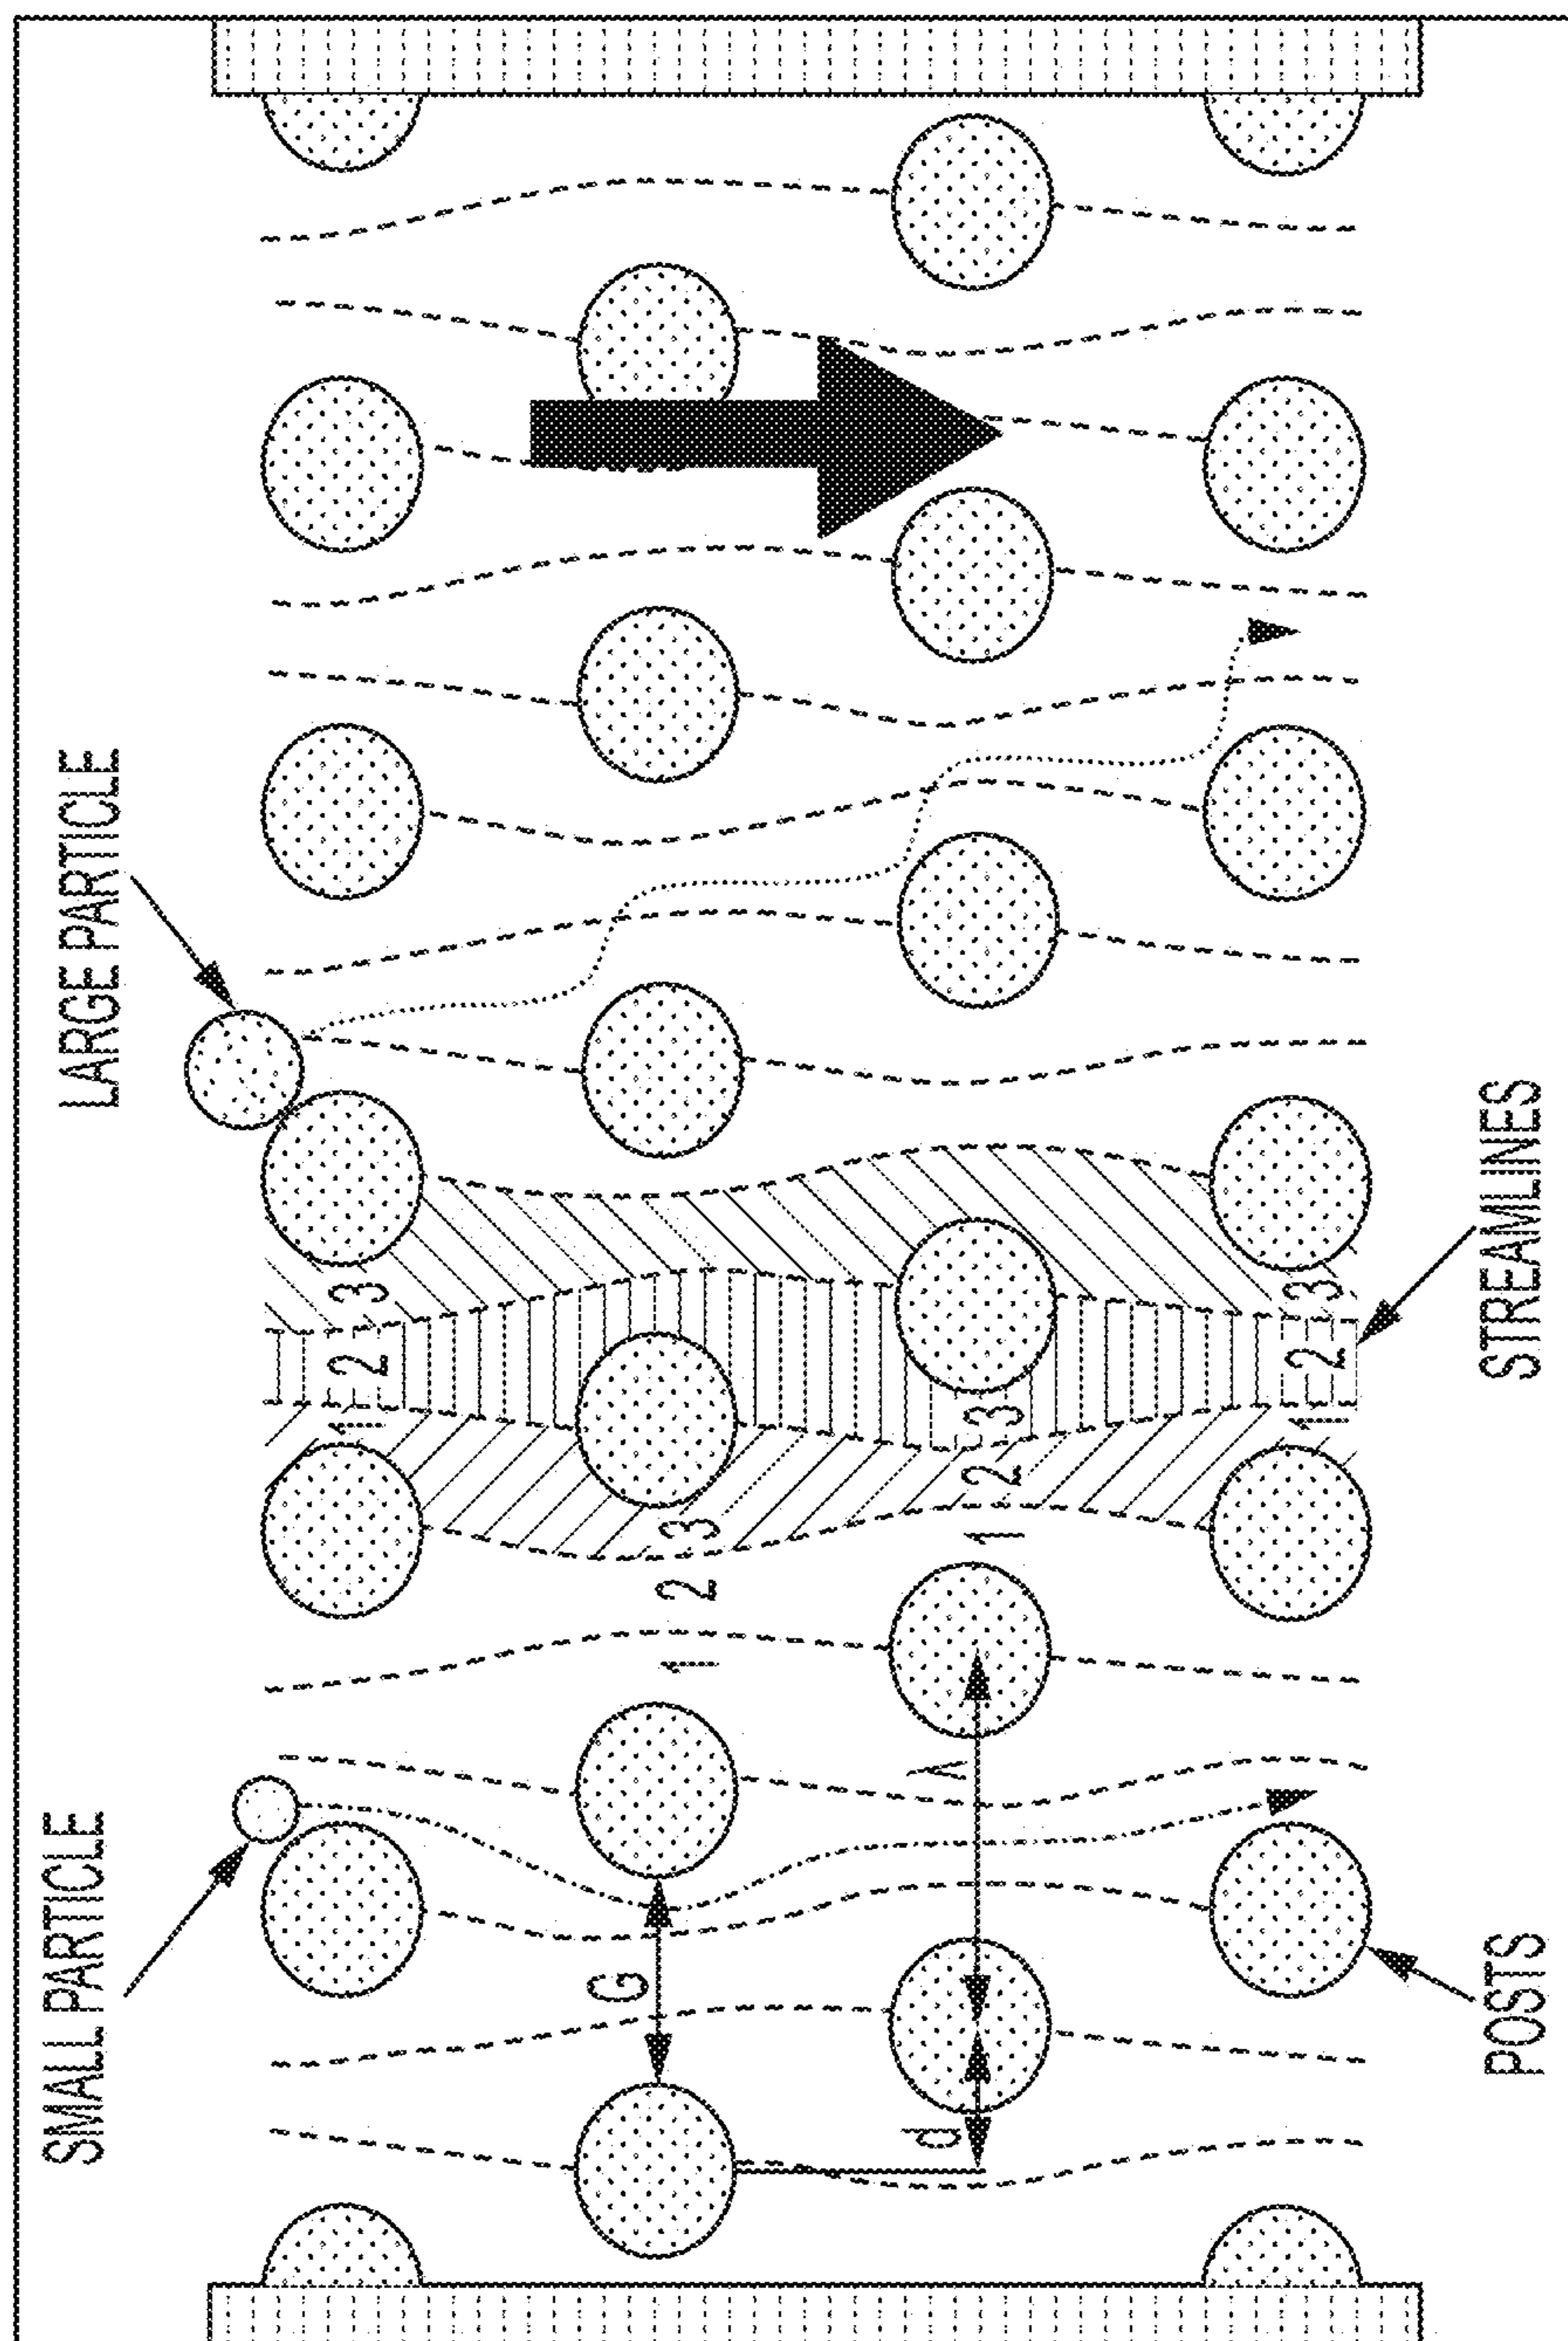 SMALL PARTICLE
LARGE PARTICLE
1 2 3
G
1 2 3
d
λ
1 2 3
1 2 3
POSTS
STREAMLINES